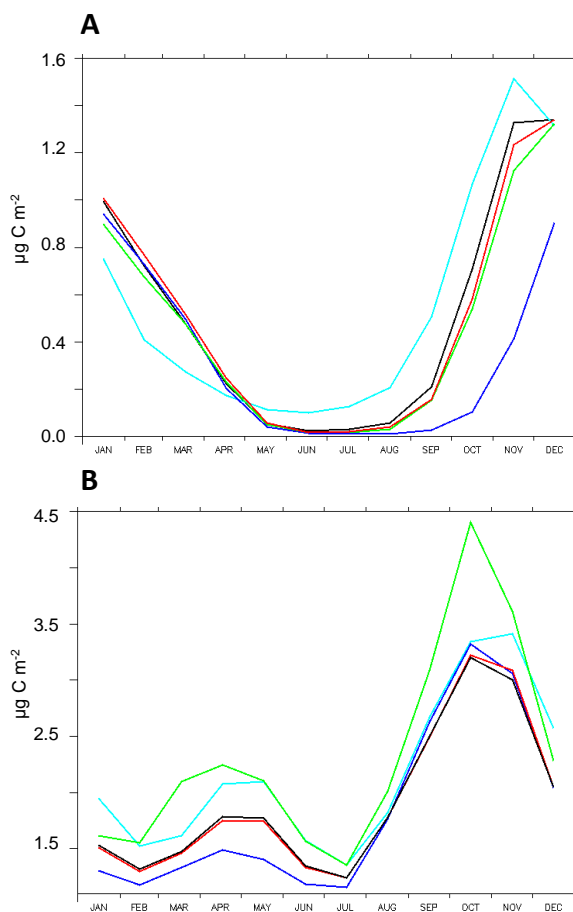 A
1.6
1.2
0.8
0.4
0.0
µg C m-2
JAN FEB MAR APR MAY JUN JUL AUG SEP OCT NOV DEC
B
4.5
3.5
2.5
1.5
µg C m-2
JAN FEB MAR APR MAY JUN JUL AUG SEP OCT NOV DEC